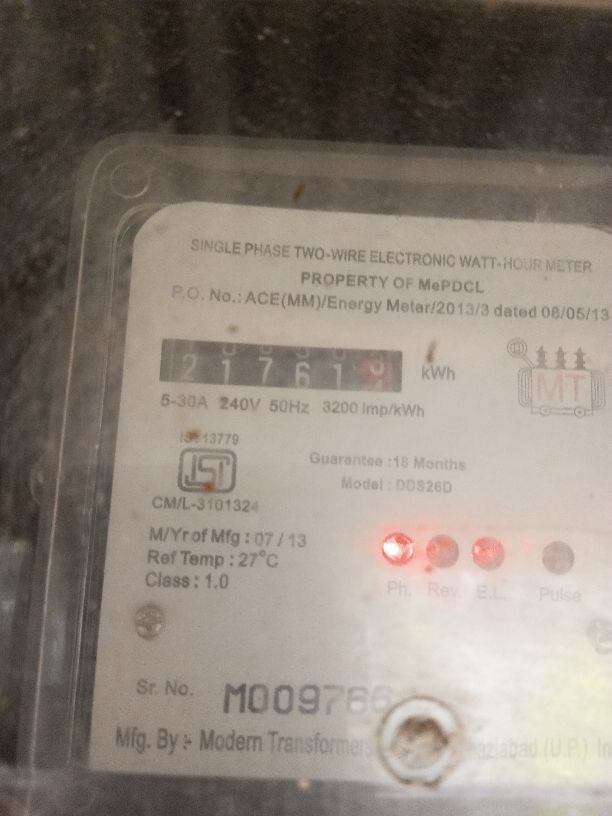 SINGLE PHASE TWO-WIRE ELECTRONIC WATT-HOUR METER
PROPERTY OF MePDCL
P.O. No.: ACE(MM)/Energy Meter/2013/3 dated 08/05/13
21761 kWh
MT
5-30A 240V 50Hz 3200 Imp/kWh
IS: 13779
Guarantee :18 Months
Model : DDS26D
CM/L-3101324
M/Yr of Mfg : 07 / 13
Ref Temp : 27°C
Class : 1.0
Ph. Rev. E.L. Pulse
Sr. No. M009766
Mfg. By :- Modern Transformers (U.P.)